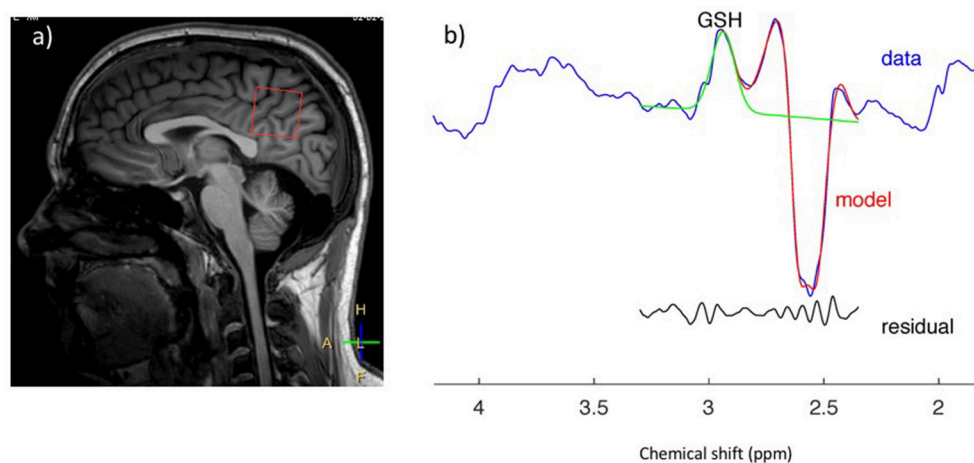 a)
H
A
L
F
b)
GSH
data
model
residual
4
3.5
3
2.5
2
Chemical shift (ppm)